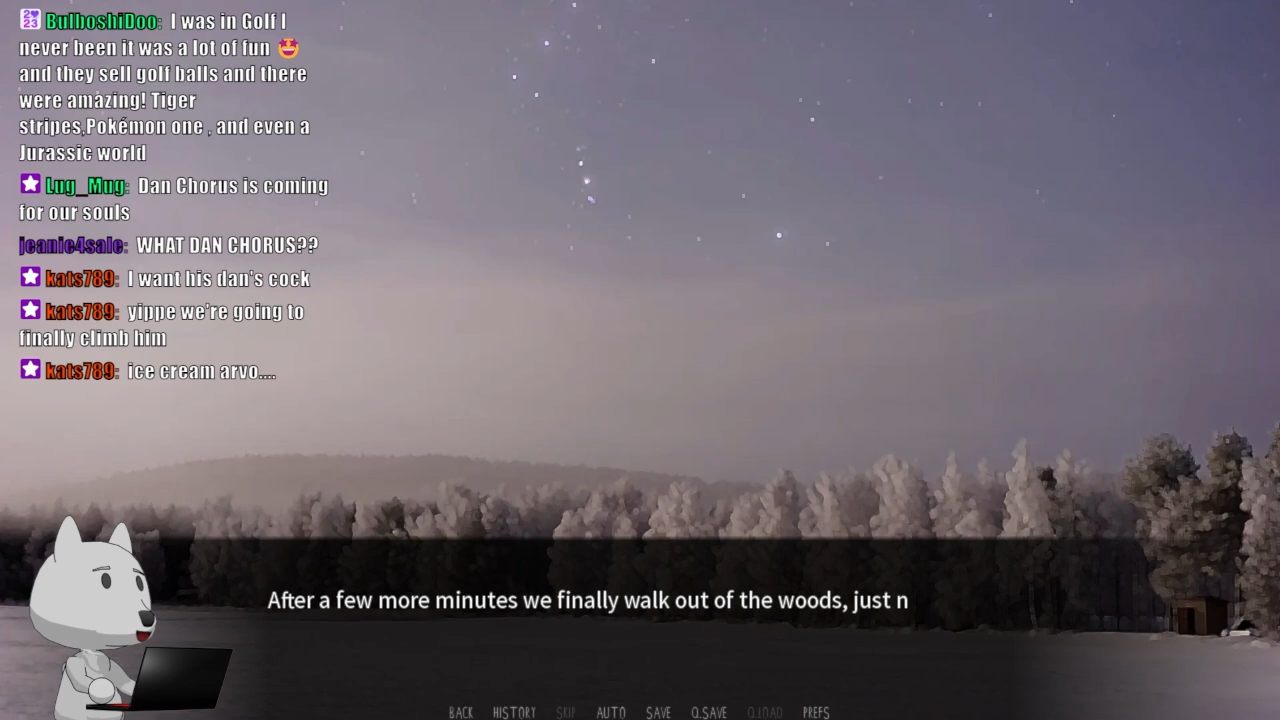 BulboshiDoo: I was in Golf I
never been it was a lot of fun 🤩
and they sell golf balls and there
were amazing! Tiger
stripes,Pokémon one , and even a
Jurassic world
Lug_Mug: Dan Chorus is coming
for our souls
jeanie4sale: WHAT DAN CHORUS??
kats789: I want his dan's cock
kats789: yippe we're going to
finally climb him
kats789: ice cream arvo....
After a few more minutes we finally walk out of the woods, just n
BACK HISTORY SKIP AUTO SAVE Q.SAVE Q.LOAD PREFS